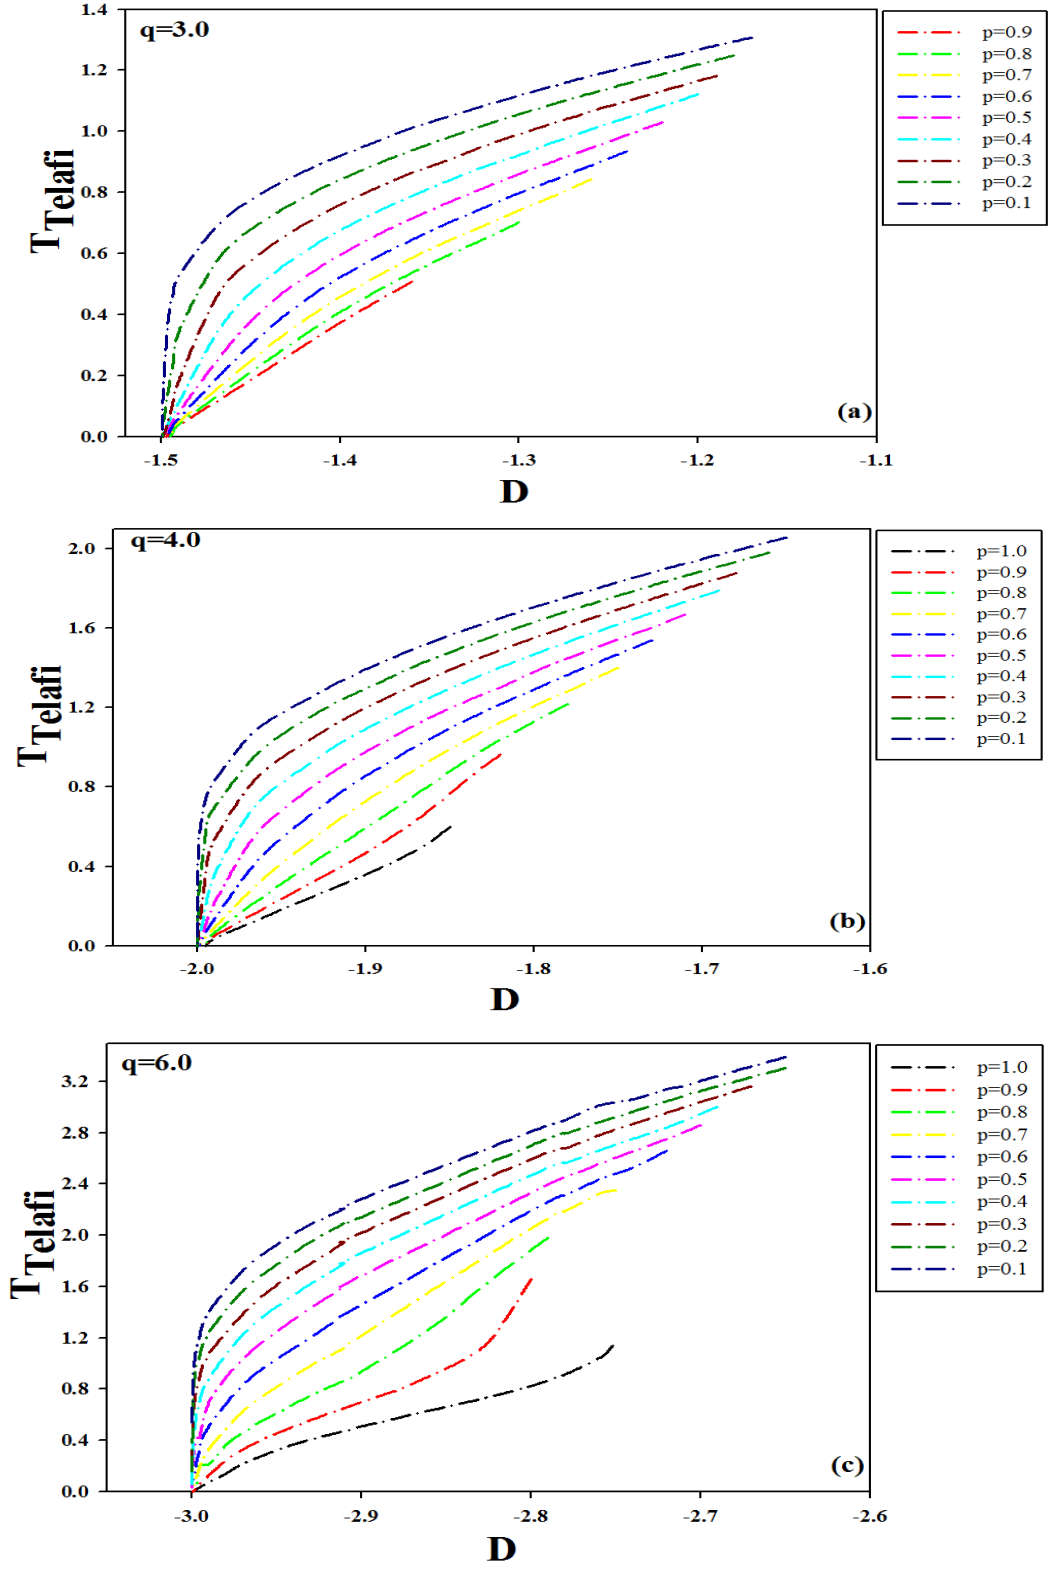 q=3.0
1.4
1.2
1.0
0.8
0.6
0.4
0.2
0.0
T Telafi
-1.5 -1.4 -1.3 -1.2 -1.1
D
(a)
p=0.9
p=0.8
p=0.7
p=0.6
p=0.5
p=0.4
p=0.3
p=0.2
p=0.1
q=4.0
2.0
1.6
1.2
0.8
0.4
0.0
T Telafi
-2.0 -1.9 -1.8 -1.7 -1.6
D
(b)
p=1.0
p=0.9
p=0.8
p=0.7
p=0.6
p=0.5
p=0.4
p=0.3
p=0.2
p=0.1
q=6.0
3.2
2.8
2.4
2.0
1.6
1.2
0.8
0.4
0.0
T Telafi
-3.0 -2.9 -2.8 -2.7 -2.6
D
(c)
p=1.0
p=0.9
p=0.8
p=0.7
p=0.6
p=0.5
p=0.4
p=0.3
p=0.2
p=0.1